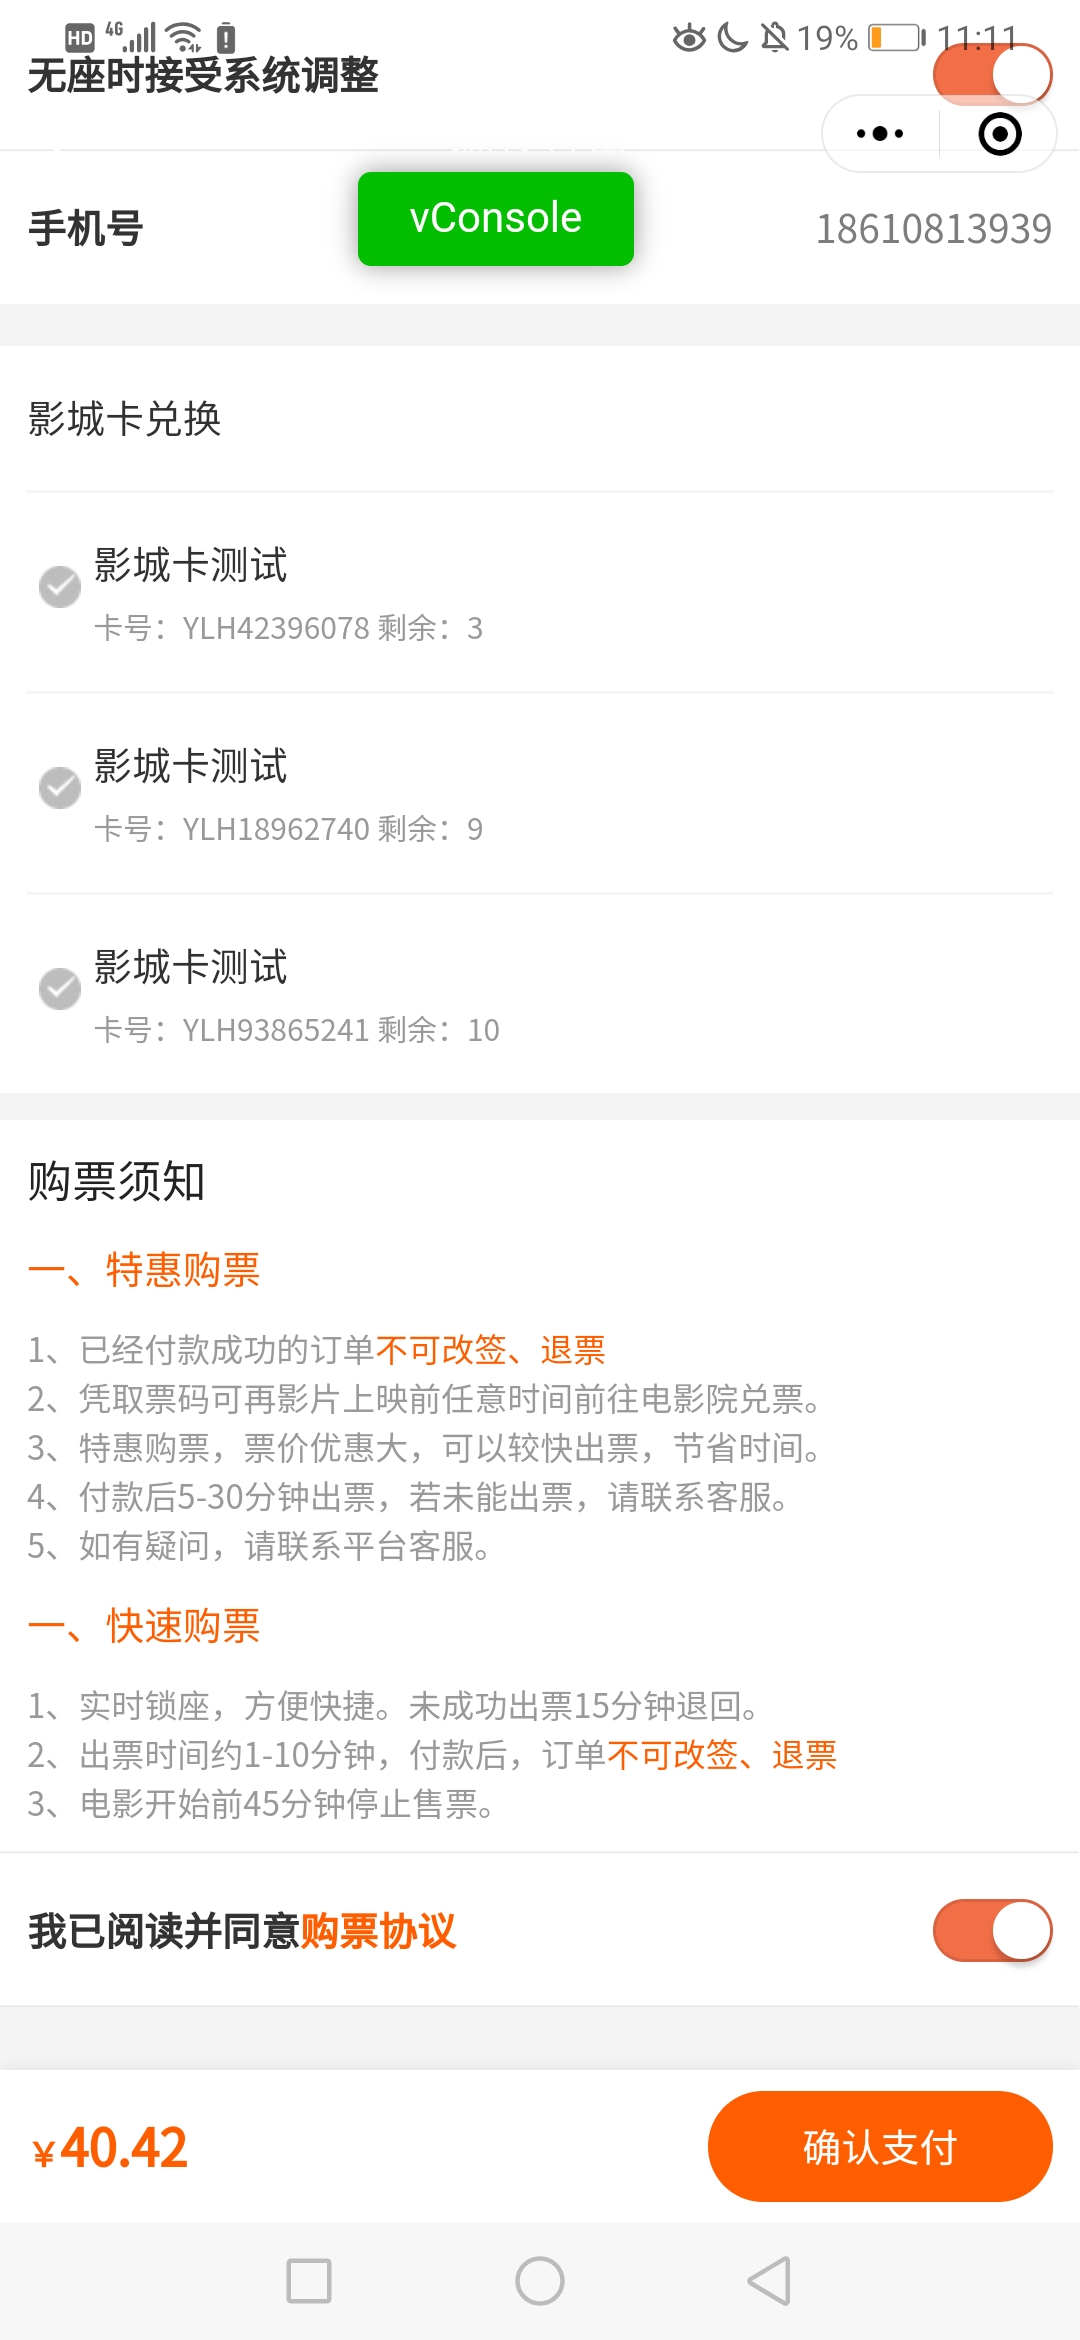 HD 4G 19% 11:11
无座时接受系统调整
手机号 vConsole 18610813939
影城卡兑换
影城卡测试
卡号：YLH42396078 剩余：3
影城卡测试
卡号：YLH18962740 剩余：9
影城卡测试
卡号：YLH93865241 剩余：10
购票须知
一、特惠购票
1、已经付款成功的订单不可改签、退票
2、凭取票码可再影片上映前任意时间前往电影院兑票。
3、特惠购票，票价优惠大，可以较快出票，节省时间。
4、付款后5-30分钟出票，若未能出票，请联系客服。
5、如有疑问，请联系平台客服。
一、快速购票
1、实时锁座，方便快捷。未成功出票15分钟退回。
2、出票时间约1-10分钟，付款后，订单不可改签、退票
3、电影开始前45分钟停止售票。
我已阅读并同意购票协议
¥40.42 确认支付